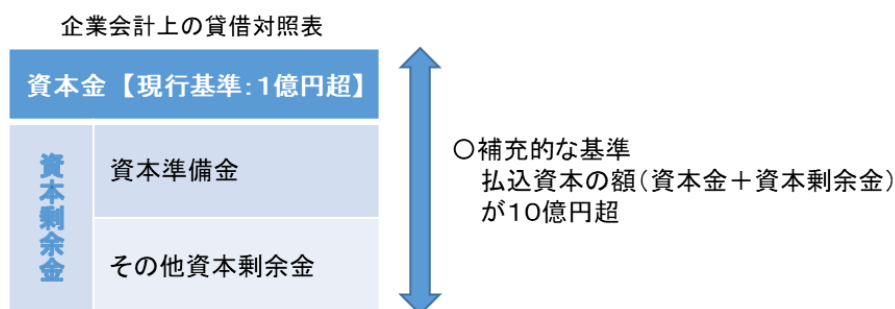 企業会計上の貸借対照表
資本金【現行基準:1億円超】
資本剰余金
資本準備金
その他資本剰余金
○補充的な基準
払込資本の額(資本金+資本剰余金)
が10億円超